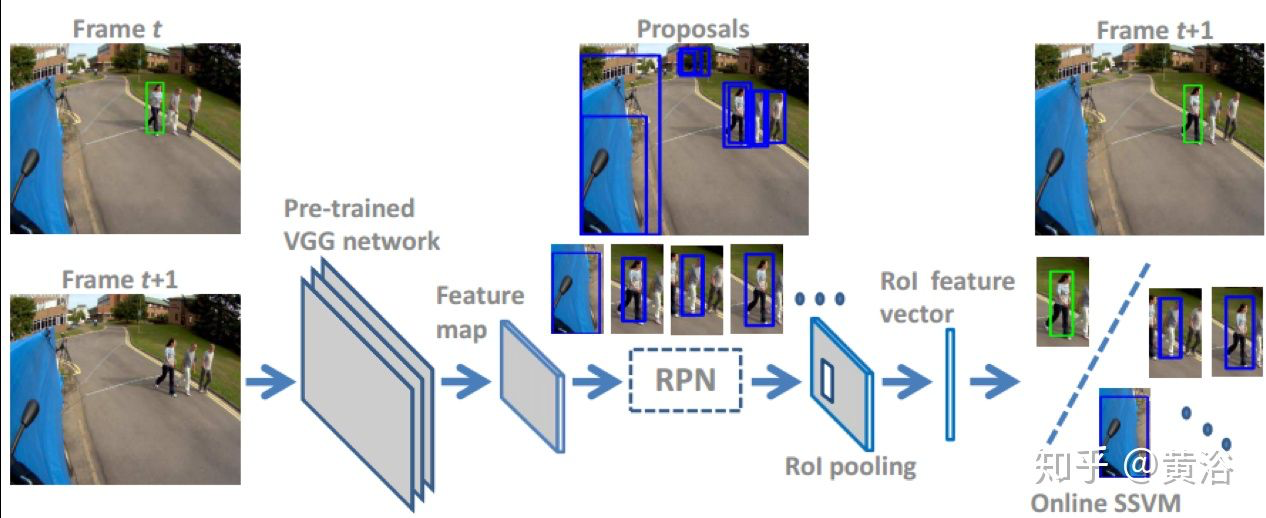 Frame t
Proposals
Frame t+1
Pre-trained
VGG network
Frame t+1
Feature
map
RoI feature
vector
RPN
RoI pooling
知乎 @黄浴
Online SSVM